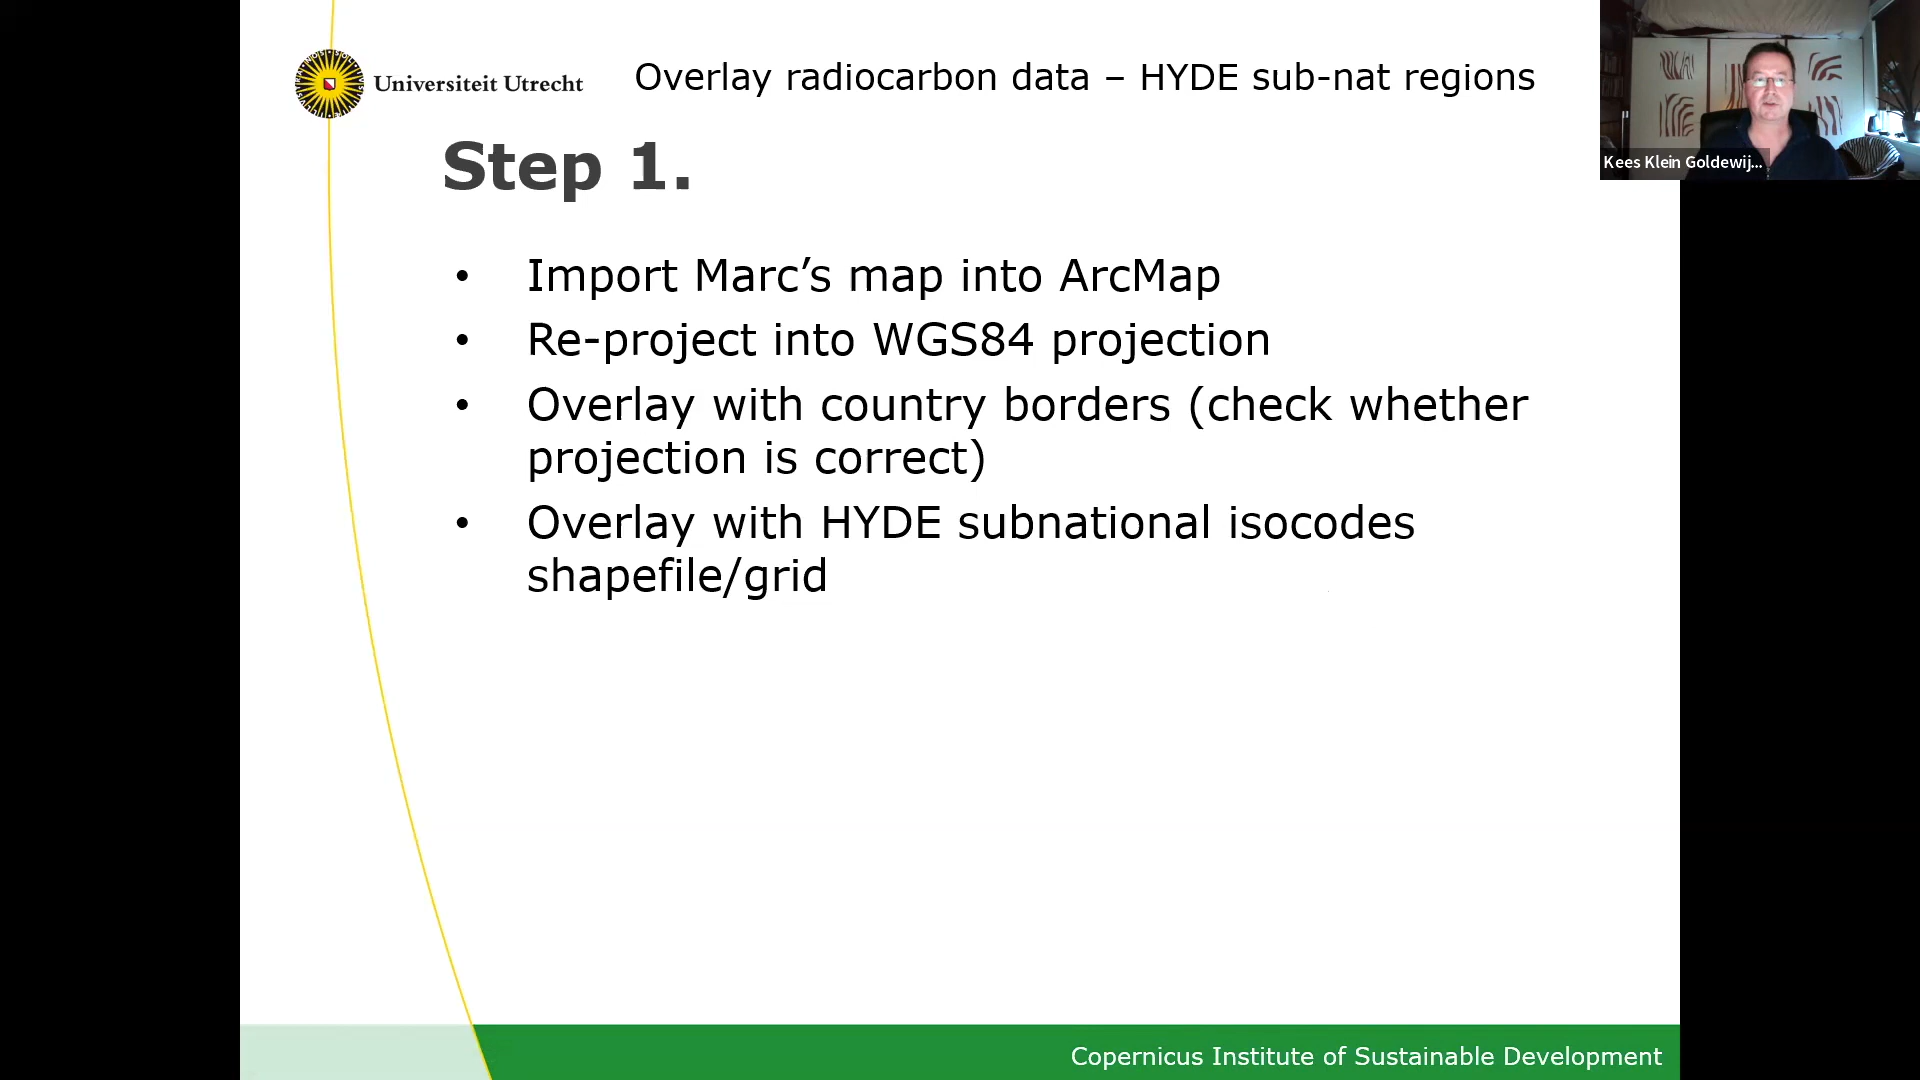 Universiteit Utrecht
Overlay radiocarbon data – HYDE sub-nat regions
Kees Klein Goldewij...
Step 1.
• Import Marc’s map into ArcMap
• Re-project into WGS84 projection
• Overlay with country borders (check whether
projection is correct)
• Overlay with HYDE subnational isocodes
shapefile/grid
Copernicus Institute of Sustainable Development